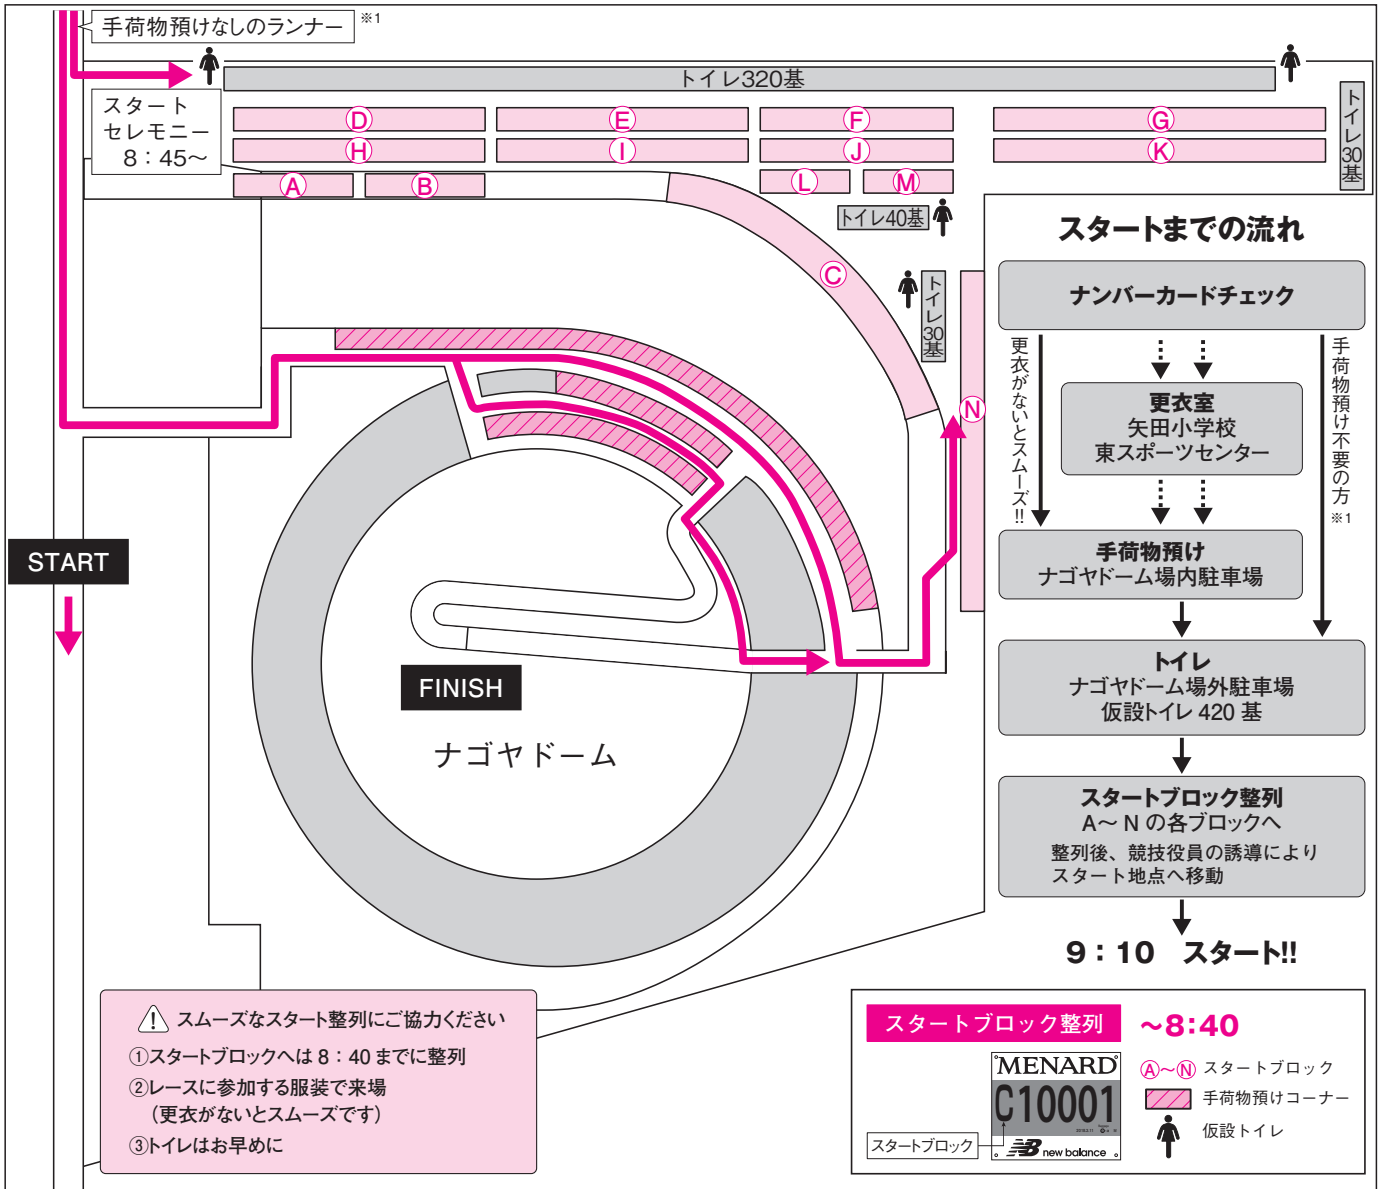 手荷物預けなしのランナー ※1
トイレ320基
スタート
セレモニー
8：45〜
D
E
F
G
H
I
J
K
A
B
L
M
トイレ30基
トイレ40基
C
トイレ30基
N
START
FINISH
ナゴヤドーム
スタートまでの流れ
ナンバーカードチェック
更衣がないとスムーズ!!
手荷物預け不要の方 ※1
更衣室
矢田小学校
東スポーツセンター
手荷物預け
ナゴヤドーム場内駐車場
トイレ
ナゴヤドーム場外駐車場
仮設トイレ 420 基
スタートブロック整列
A〜 N の各ブロックへ
整列後、競技役員の誘導により
スタート地点へ移動
9：10 スタート!!
スムーズなスタート整列にご協力ください
①スタートブロックへは 8：40 までに整列
②レースに参加する服装で来場
（更衣がないとスムーズです）
③トイレはお早めに
スタートブロック整列 〜8:40
MENARD
C10001
new balance
スタートブロック
A〜N スタートブロック
手荷物預けコーナー
仮設トイレ